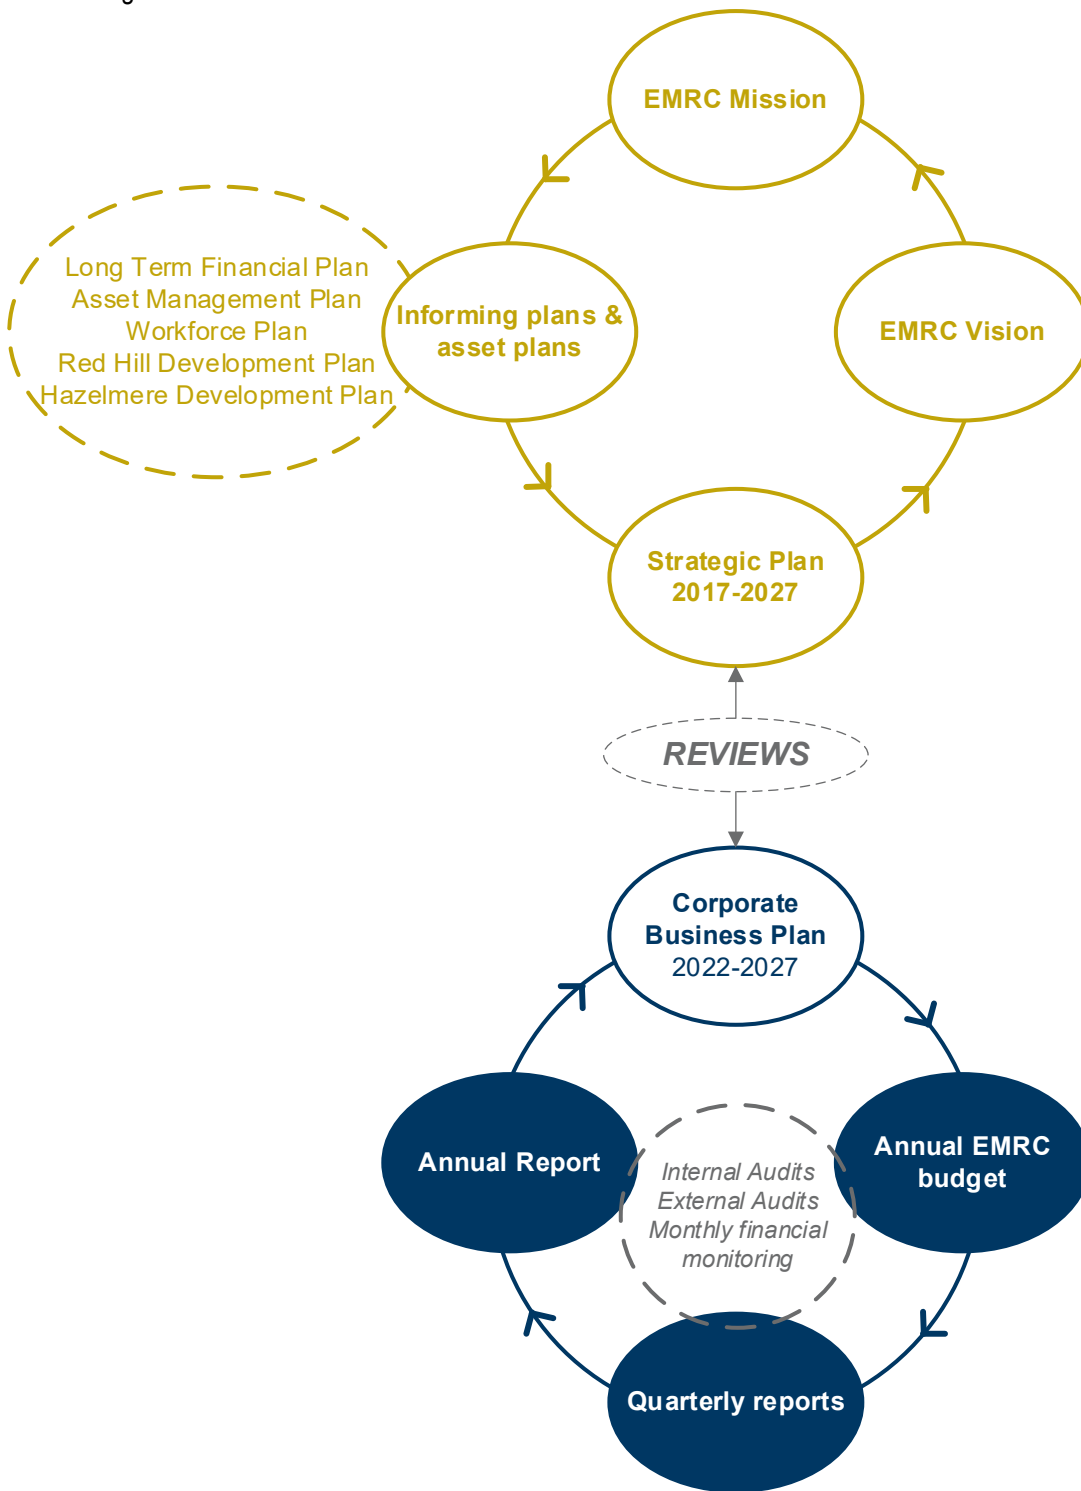 EMRC Mission
Long Term Financial Plan
Asset Management Plan
Workforce Plan
Red Hill Development Plan
Hazelmere Development Plan
Informing plans &
asset plans
EMRC Vision
Strategic Plan
2017-2027
REVIEWS
Corporate
Business Plan
2022-2027
Annual Report
Internal Audits
External Audits
Monthly financial
monitoring
Annual EMRC
budget
Quarterly reports